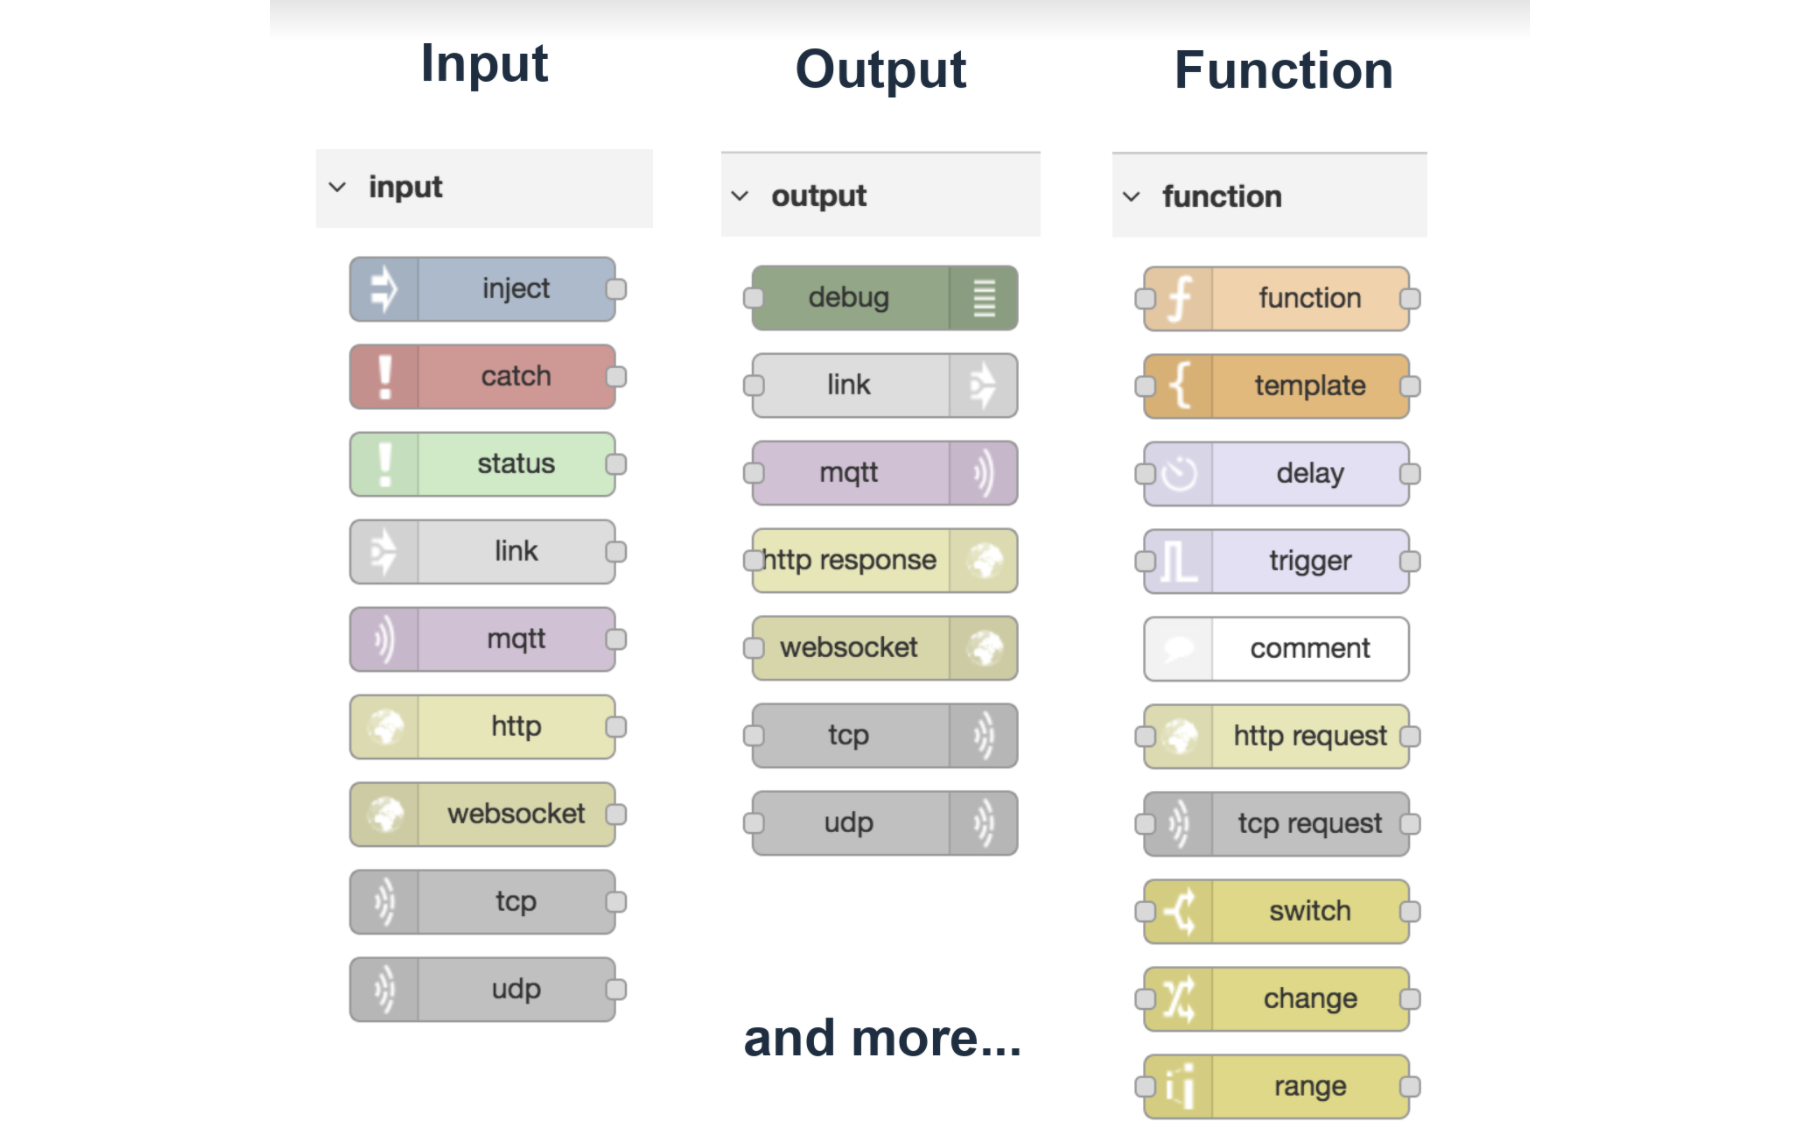 Input
input
inject
catch
status
link
mqtt
http
websocket
tcp
udp
Output
output
debug
link
mqtt
http response
websocket
tcp
udp
and more...
Function
function
function
template
delay
trigger
comment
http request
tcp request
switch
change
range